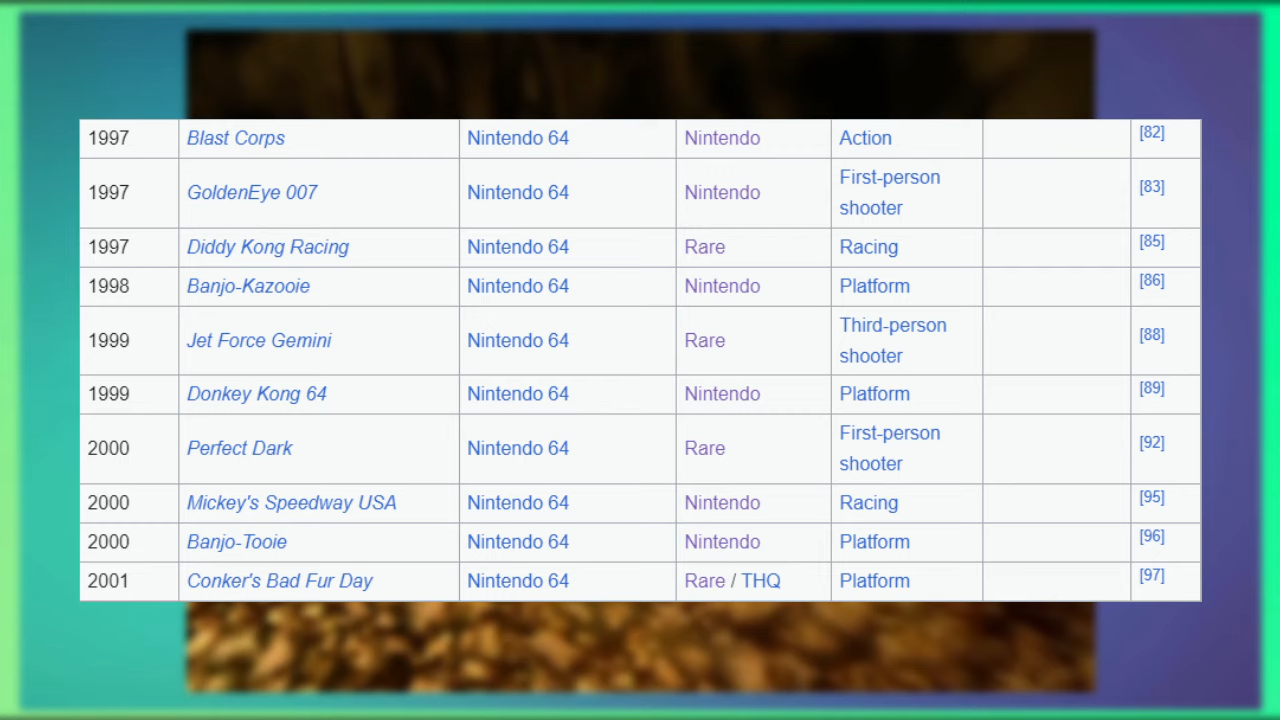 1997 Blast Corps Nintendo 64 Nintendo Action [82]
1997 GoldenEye 007 Nintendo 64 Nintendo First-person shooter [83]
1997 Diddy Kong Racing Nintendo 64 Rare Racing [85]
1998 Banjo-Kazooie Nintendo 64 Nintendo Platform [86]
1999 Jet Force Gemini Nintendo 64 Rare Third-person shooter [88]
1999 Donkey Kong 64 Nintendo 64 Nintendo Platform [89]
2000 Perfect Dark Nintendo 64 Rare First-person shooter [92]
2000 Mickey's Speedway USA Nintendo 64 Nintendo Racing [95]
2000 Banjo-Tooie Nintendo 64 Nintendo Platform [96]
2001 Conker's Bad Fur Day Nintendo 64 Rare / THQ Platform [97]